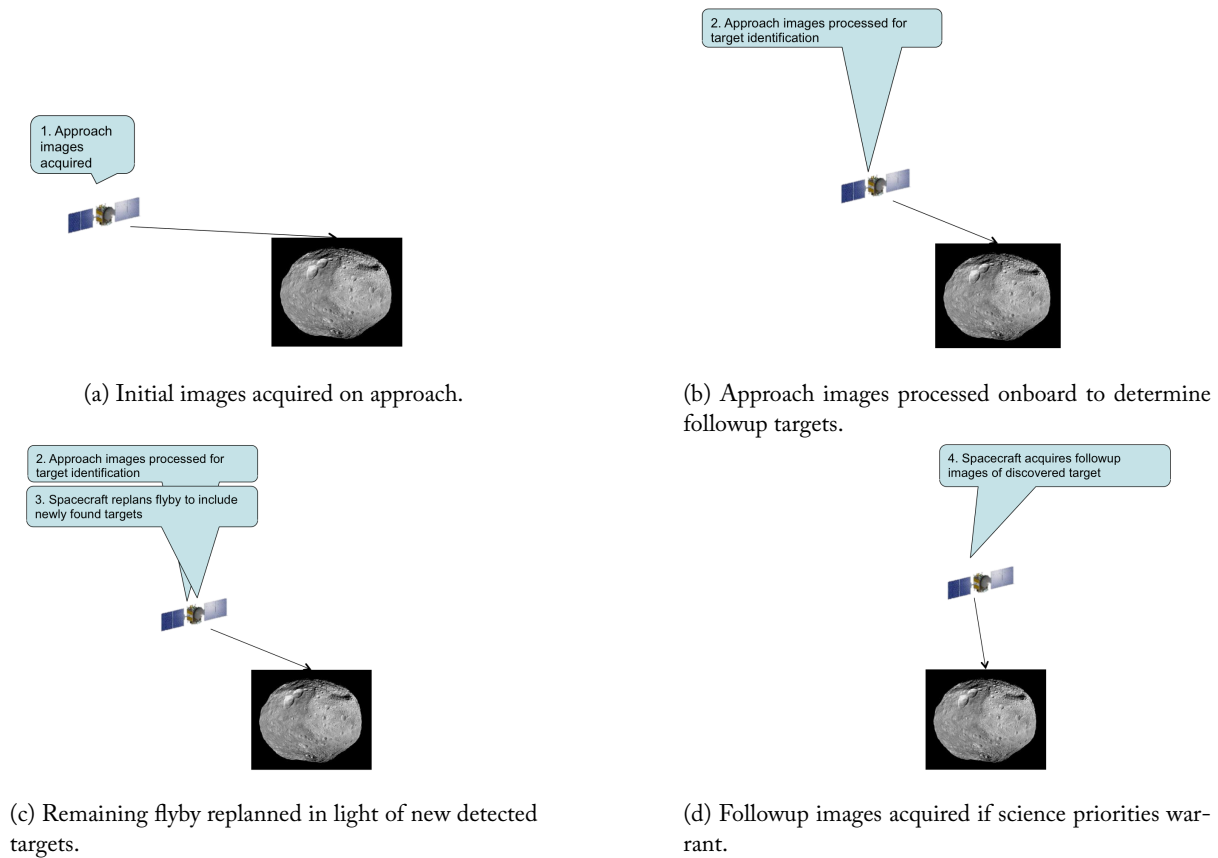 2. Approach images processed for
target identification
1. Approach
images
acquired
(a) Initial images acquired on approach.
(b) Approach images processed onboard to determine
followup targets.
2. Approach images processed for
target identification
3. Spacecraft replans flyby to include
newly found targets
4. Spacecraft acquires followup
images of discovered target
(c) Remaining flyby replanned in light of new detected
targets.
(d) Followup images acquired if science priorities war-
rant.